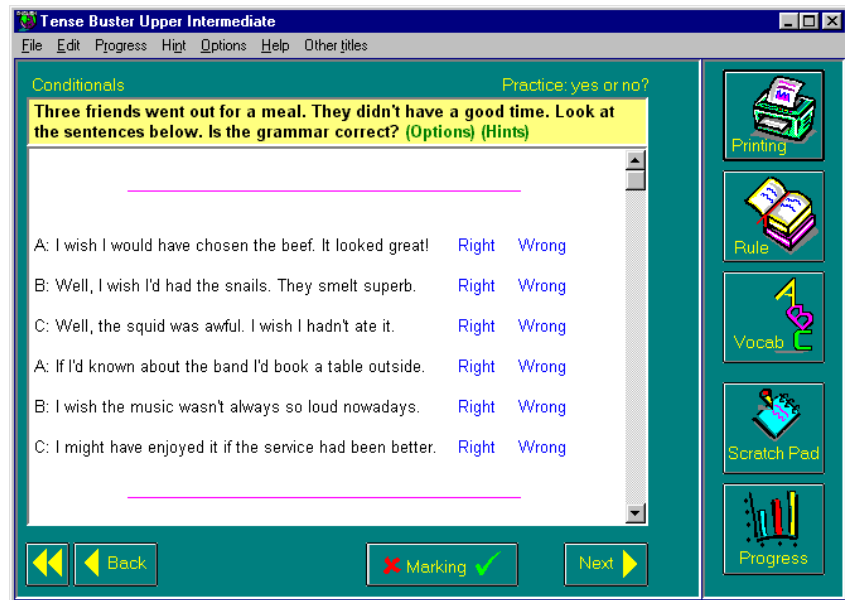 Tense Buster Upper Intermediate
File Edit Progress Hint Options Help Other titles
Conditionals Practice: yes or no?
Three friends went out for a meal. They didn't have a good time. Look at
the sentences below. Is the grammar correct? (Options) (Hints)
A: I wish I would have chosen the beef. It looked great! Right Wrong
B: Well, I wish I'd had the snails. They smelt superb. Right Wrong
C: Well, the squid was awful. I wish I hadn't ate it. Right Wrong
A: If I'd known about the band I'd book a table outside. Right Wrong
B: I wish the music wasn't always so loud nowadays. Right Wrong
C: I might have enjoyed it if the service had been better. Right Wrong
Back Marking Next
Printing
Rule
A
B
C
Vocab
Scratch Pad
Progress